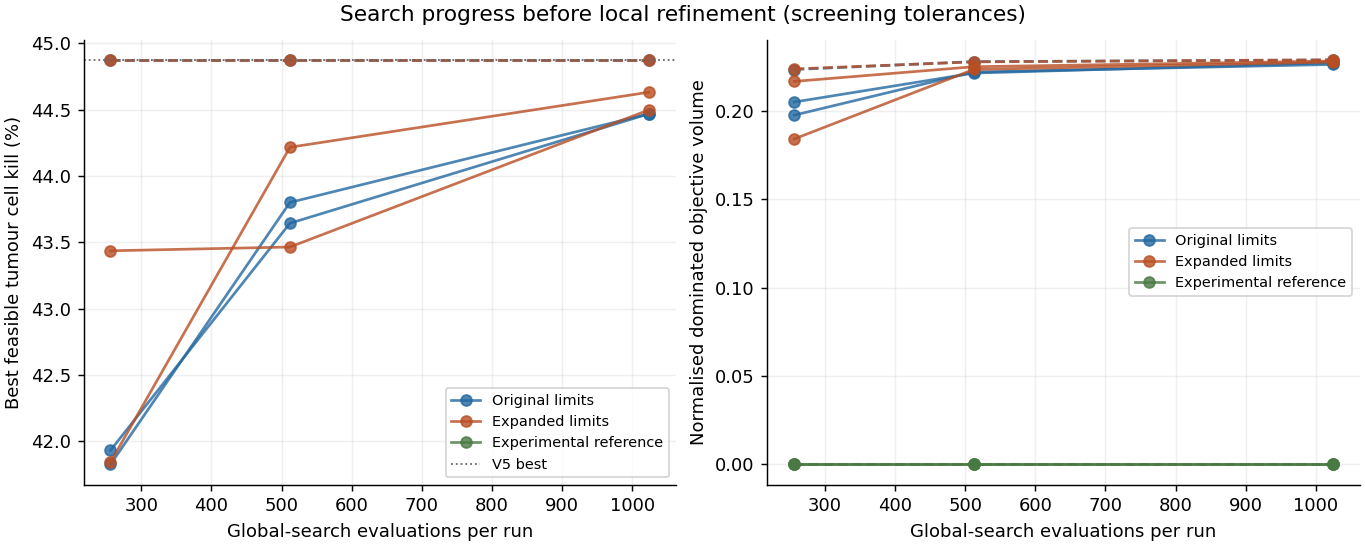 Search progress before local refinement (screening tolerances)
Best feasible tumour cell kill (%)
45.0
44.5
44.0
43.5
43.0
42.5
42.0
300 400 500 600 700 800 900 1000
Global-search evaluations per run
Original limits
Expanded limits
Experimental reference
V5 best
Normalised dominated objective volume
0.20
0.15
0.10
0.05
0.00
300 400 500 600 700 800 900 1000
Global-search evaluations per run
Original limits
Expanded limits
Experimental reference